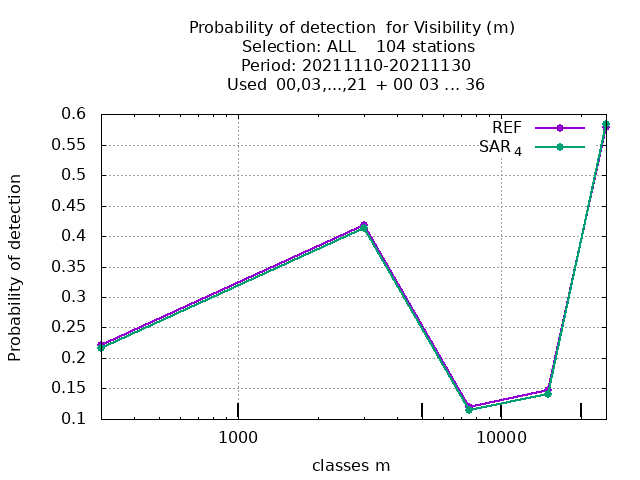 Probability of detection for Visibility (m)
Selection: ALL 104 stations
Period: 20211110-20211130
Used 00,03,...,21 + 00 03 ... 36
REF
SAR 4
0.6
0.55
0.5
0.45
0.4
0.35
0.3
0.25
0.2
0.15
0.1
Probability of detection
1000
10000
classes m